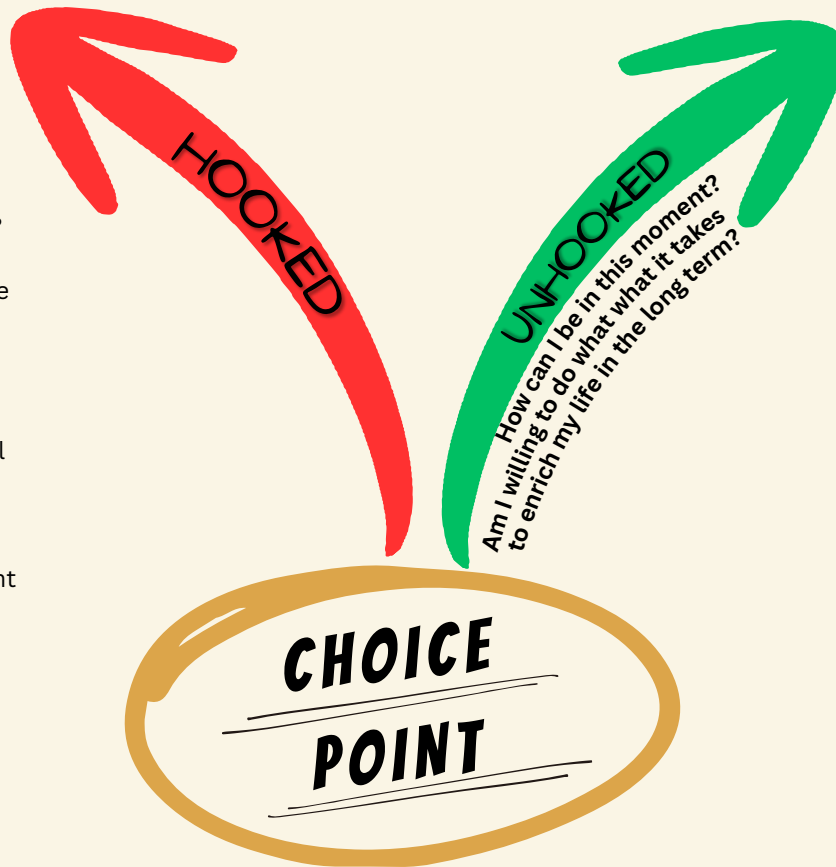 HOOKED
UNHOOKED
How can I be in this moment?
Am I willing to do what what it takes
to enrich my life in the long term?
CHOICE
POINT